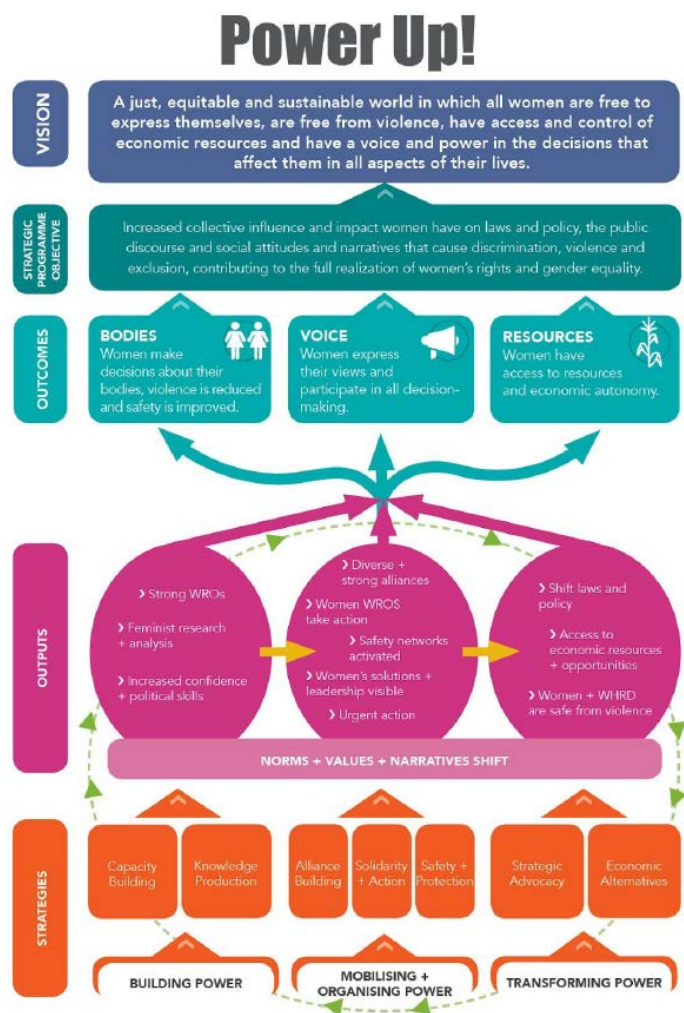 Power Up!
VISION
A just, equitable and sustainable world in which all women are free to
express themselves, are free from violence, have access and control of
economic resources and have a voice and power in the decisions that
affect them in all aspects of their lives.
STRATEGIC
PROGRAMME
OBJECTIVE
Increased collective influence and impact women have on laws and policy, the public
discourse and social attitudes and narratives that cause discrimination, violence and
exclusion, contributing to the full realization of women's rights and gender equality.
OUTCOMES
BODIES
Women make
decisions about their
bodies, violence is reduced
and safety is improved.
VOICE
Women express
their views and
participate in all decision-
making.
RESOURCES
Women have
access to resources
and economic autonomy.
OUTPUTS
❯ Strong WROs
❯ Feminist research
+ analysis
❯ Increased confidence
+ political skills
❯ Diverse +
strong alliances
❯ Women WROS
take action
❯ Safety networks
activated
❯ Women's solutions +
leadership visible
❯ Urgent action
❯ Shift laws and
policy
❯ Access to
economic resources
+ opportunities
❯ Women + WHRD
are safe from violence
NORMS + VALUES + NARRATIVES SHIFT
STRATEGIES
Capacity
Building
Knowledge
Production
Alliance
Building
Solidarity
+ Action
Safety +
Protection
Strategic
Advocacy
Economic
Alternatives
BUILDING POWER
MOBILISING +
ORGANISING POWER
TRANSFORMING POWER